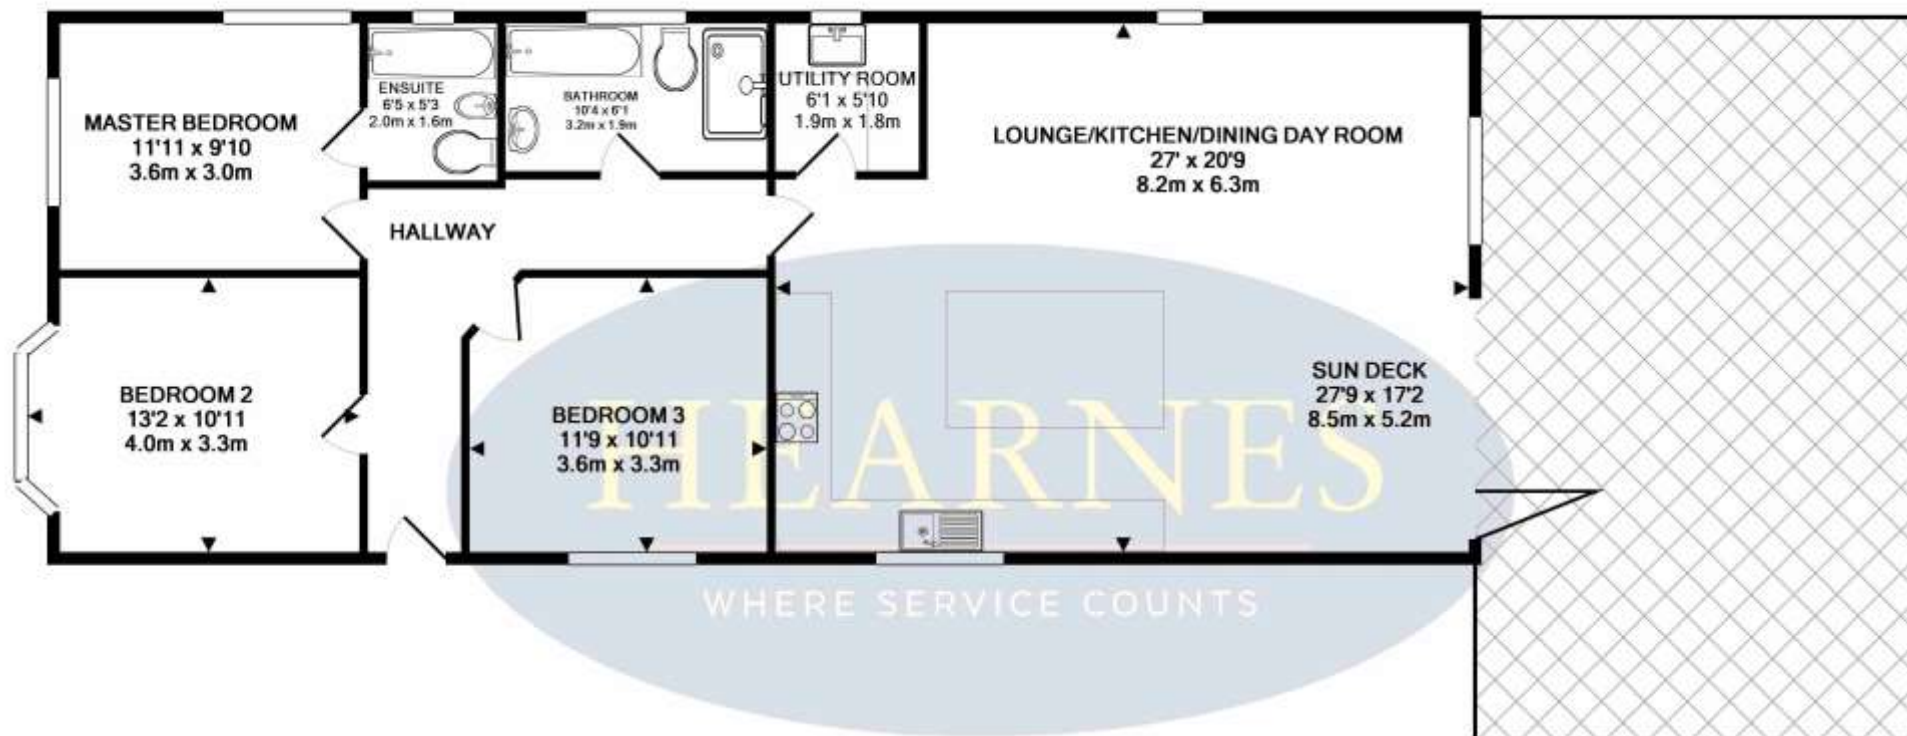 MASTER BEDROOM
11'11 x 9'10
3.6m x 3.0m
ENSUITE
6'5 x 5'3
2.0m x 1.6m
BATHROOM
10'4 x 6'1
3.2m x 1.9m
UTILITY ROOM
6'1 x 5'10
1.9m x 1.8m
LOUNGE/KITCHEN/DINING DAY ROOM
27' x 20'9
8.2m x 6.3m
HALLWAY
BEDROOM 2
13'2 x 10'11
4.0m x 3.3m
BEDROOM 3
11'9 x 10'11
3.6m x 3.3m
SUN DECK
27'9 x 17'2
8.5m x 5.2m
HEARNES
WHERE SERVICE COUNTS